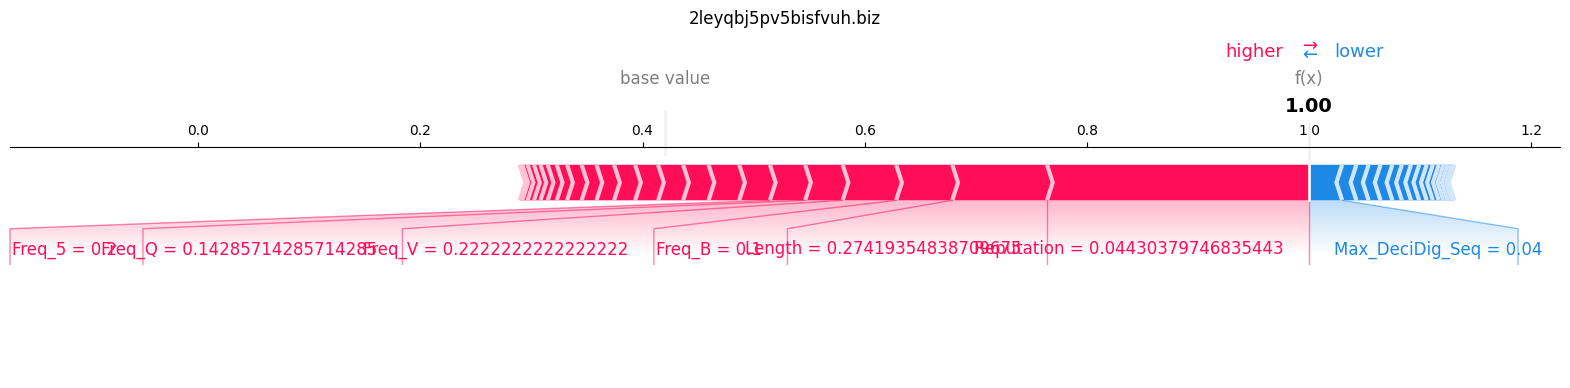 2leyqbj5pv5bisfvuh.biz
higher ⇄ lower
base value f(x)
1.00
0.0 0.2 0.4 0.6 0.8 1.0 1.2
Freq_5 = 0.2 Freq_Q = 0.14285714285714285 Freq_V = 0.2222222222222222 Freq_B = 0.1 Length = 0.27419354838709675 Reputation = 0.04430379746835443 Max_DeciDig_Seq = 0.04